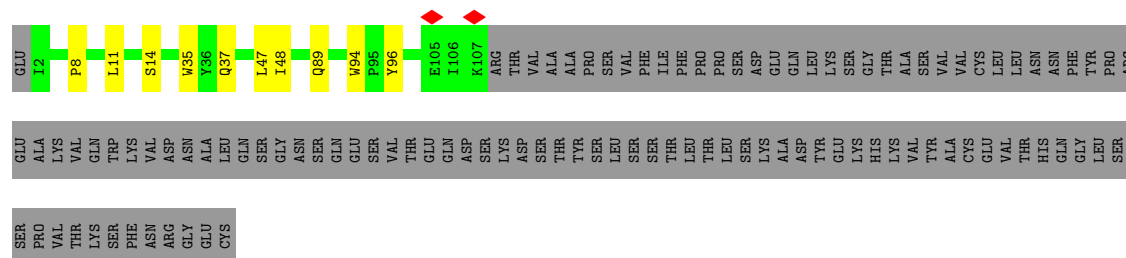 GLU I2 P8 L11 S14 W35 Y36 Q37 L47 I48 Q89 W94 P95 Y96 E105 I106 K107 ARG THR VAL ALA ALA PRO SER VAL PHE ILE PHE PRO PRO SER ASP GLU GLN LEU LYS SER GLY THR ALA SER VAL VAL CYS LEU LEU ASN ASN PHE TYR PRO ARG
GLU ALA LYS VAL GLN TRP LYS VAL ASP ASN ALA LEU GLN SER GLY ASN SER GLN GLU SER VAL THR GLU GLN ASP SER LYS ASP SER THR TYR SER LEU SER SER THR LEU THR LEU SER LYS ALA ASP TYR GLU LYS HIS LYS VAL TYR ALA CYS GLU VAL THR HIS GLN GLY LEU SER
SER PRO VAL THR LYS SER PHE ASN ARG GLY GLU CYS